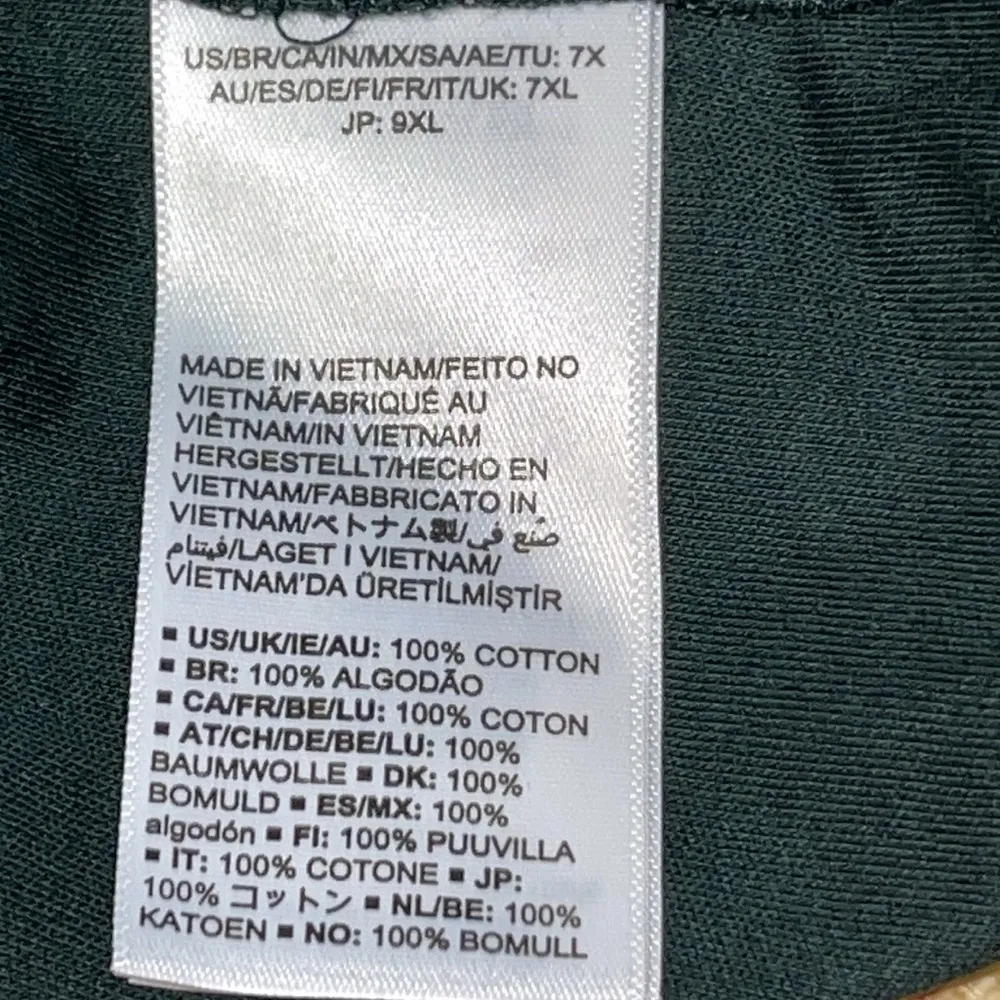 US/BR/CA/IN/MX/SA/AE/TU: 7X
AU/ES/DE/FI/FR/IT/UK: 7XL
JP: 9XL
MADE IN VIETNAM/FEITO NO
VIETNÃ/FABRIQUÉ AU
VIÊTNAM/IN VIETNAM
HERGESTELLT/HECHO EN
VIETNAM/FABBRICATO IN
VIETNAM/ベトナム製/صُنع في
فيتنام/LAGET I VIETNAM/
VİETNAM'DA ÜRETİLMİŞTİR
▪ US/UK/IE/AU: 100% COTTON
▪ BR: 100% ALGODÃO
▪ CA/FR/BE/LU: 100% COTON
▪ AT/CH/DE/BE/LU: 100%
BAUMWOLLE ▪ DK: 100%
BOMULD ▪ ES/MX: 100%
algodón ▪ FI: 100% PUUVILLA
▪ IT: 100% COTONE ▪ JP:
100% コットン ▪ NL/BE: 100%
KATOEN ▪ NO: 100% BOMULL